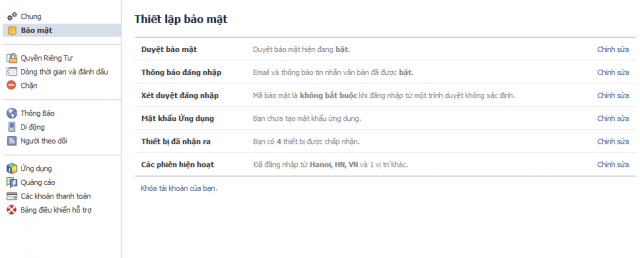 Chung
Bảo mật
Quyền Riêng Tư
Dòng thời gian và đánh dấu
Chặn
Thông Báo
Di động
Người theo dõi
Ứng dụng
Quảng cáo
Các khoản thanh toán
Bảng điều khiển hỗ trợ
Thiết lập bảo mật
Duyệt bảo mật Duyệt bảo mật hiện đang bật. Chỉnh sửa
Thông báo đăng nhập Email và thông báo tin nhắn văn bản đã được bật. Chỉnh sửa
Xét duyệt đăng nhập Mã bảo mật là không bắt buộc khi đăng nhập từ một trình duyệt không xác định. Chỉnh sửa
Mật khẩu Ứng dụng Bạn chưa tạo mật khẩu ứng dụng. Chỉnh sửa
Thiết bị đã nhận ra Bạn có 4 thiết bị được chấp nhận. Chỉnh sửa
Các phiên hiện hoạt Đã đăng nhập từ Hanoi, HN, VN và 1 vị trí khác. Chỉnh sửa
Khóa tài khoản của bạn.